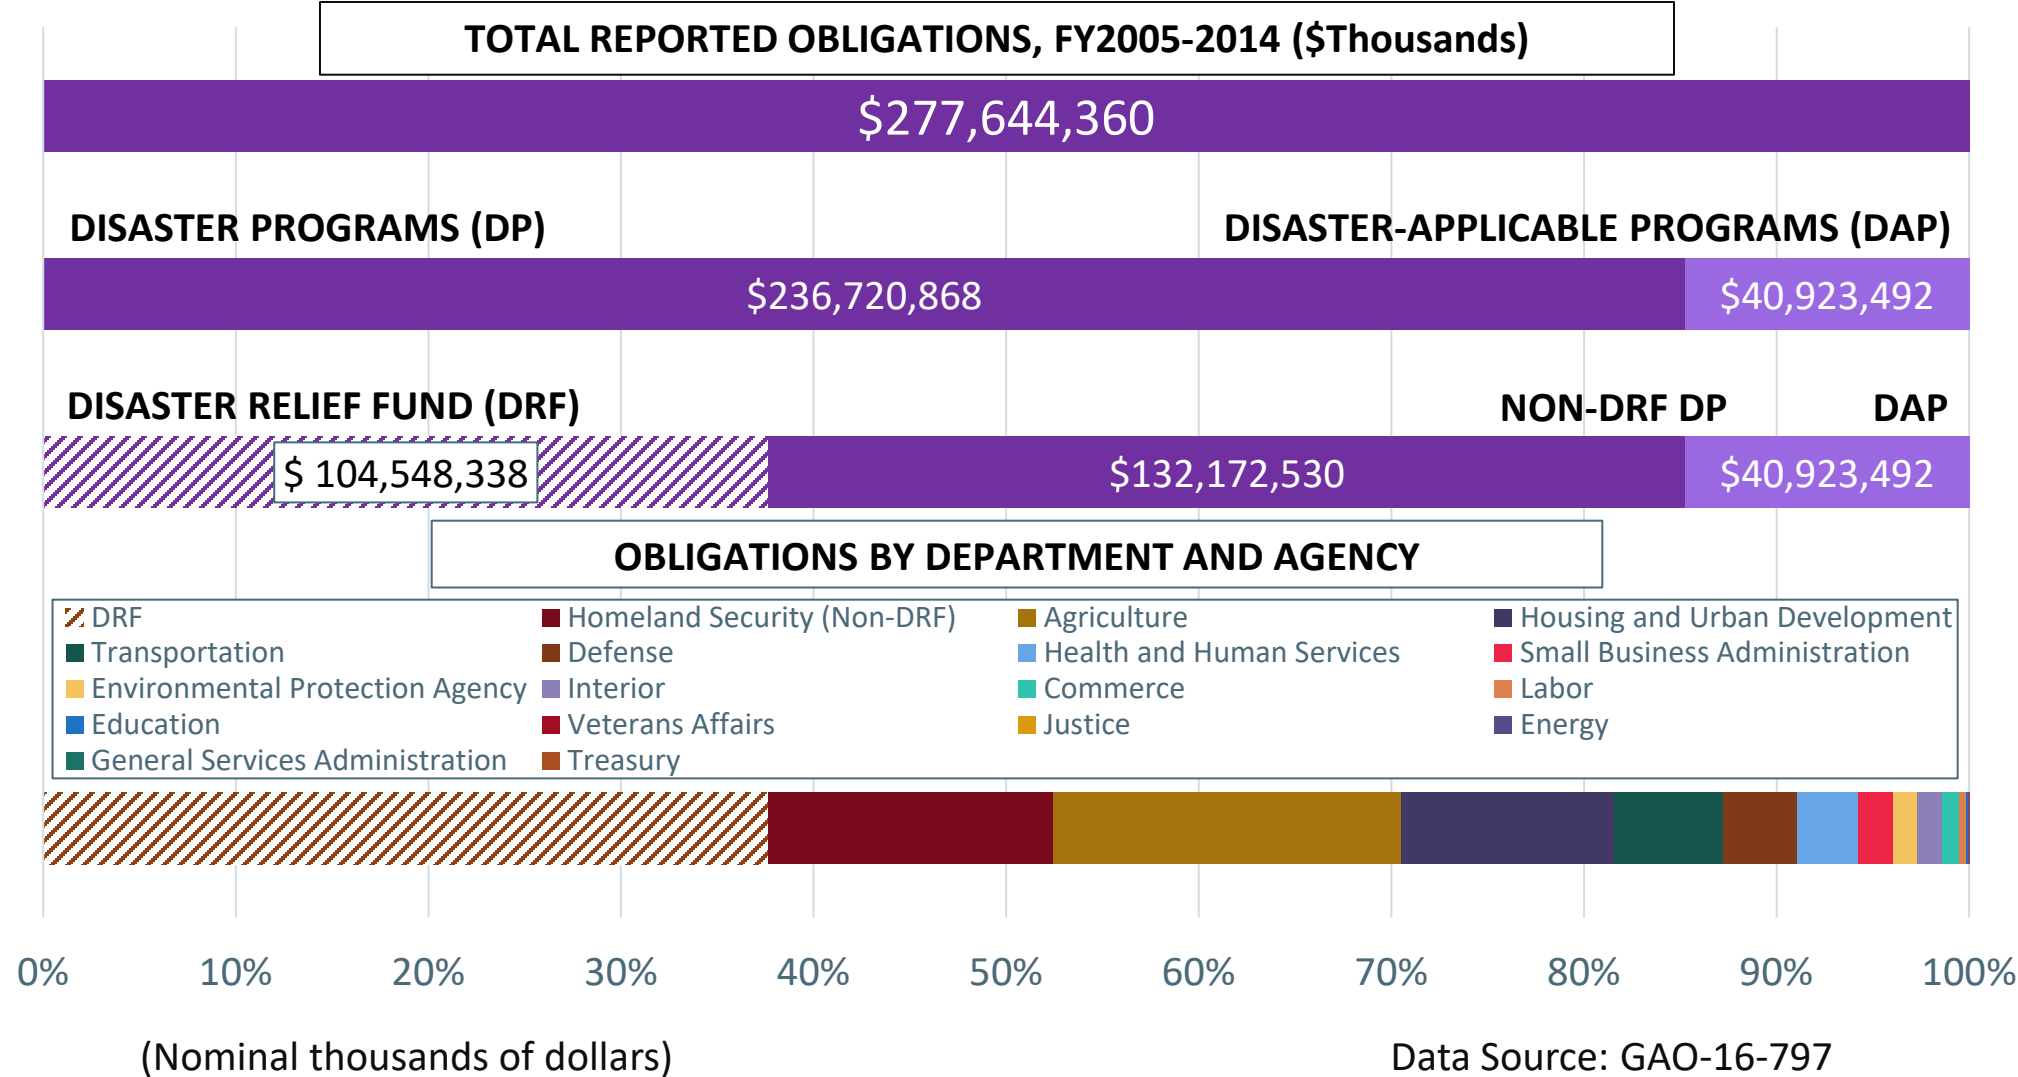 TOTAL REPORTED OBLIGATIONS, FY2005-2014 ($Thousands)
$277,644,360
DISASTER PROGRAMS (DP) DISASTER-APPLICABLE PROGRAMS (DAP)
$236,720,868 $40,923,492
DISASTER RELIEF FUND (DRF) NON-DRF DP DAP
$ 104,548,338 $132,172,530 $40,923,492
OBLIGATIONS BY DEPARTMENT AND AGENCY
DRF Homeland Security (Non-DRF) Agriculture Housing and Urban Development
Transportation Defense Health and Human Services Small Business Administration
Environmental Protection Agency Interior Commerce Labor
Education Veterans Affairs Justice Energy
General Services Administration Treasury
0% 10% 20% 30% 40% 50% 60% 70% 80% 90% 100%
(Nominal thousands of dollars) Data Source: GAO-16-797